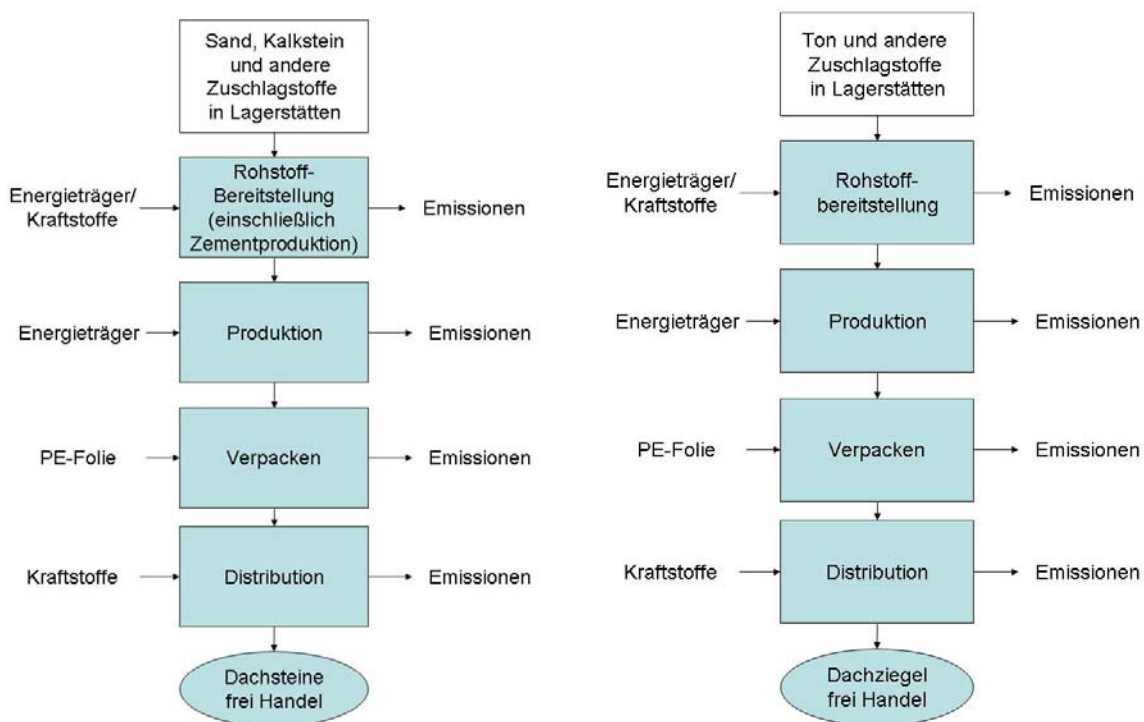 Sand, Kalkstein
und andere
Zuschlagstoffe
in Lagerstätten
Energieträger/
Kraftstoffe
Rohstoff-
Bereitstellung
(einschließlich
Zementproduktion)
Emissionen
Energieträger
Produktion
Emissionen
PE-Folie
Verpacken
Emissionen
Kraftstoffe
Distribution
Emissionen
Dachsteine
frei Handel
Ton und andere
Zuschlagstoffe
in Lagerstätten
Energieträger/
Kraftstoffe
Rohstoff-
bereitstellung
Emissionen
Energieträger
Produktion
Emissionen
PE-Folie
Verpacken
Emissionen
Kraftstoffe
Distribution
Emissionen
Dachziegel
frei Handel